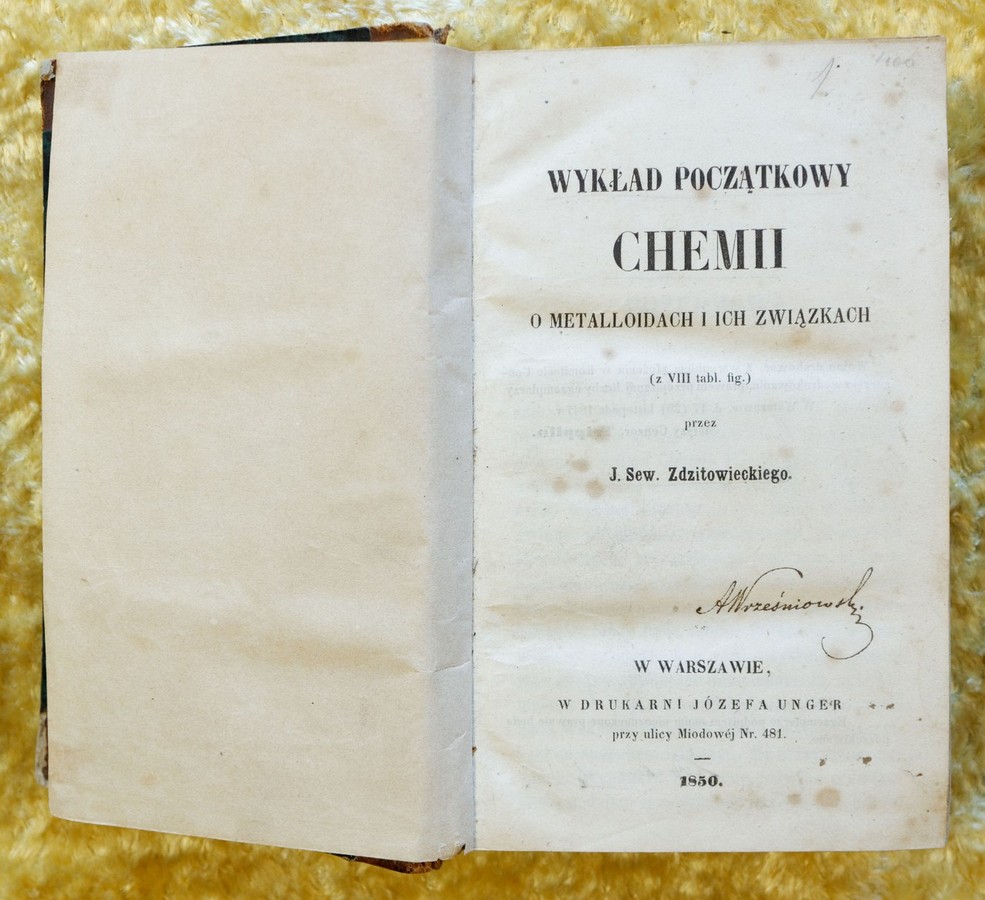 WYKŁAD POCZĄTKOWY
CHEMII
O METALLOIDACH I ICH ZWIĄZKACH
(z VIII tabl. fig.)
przez
J. Sew. Zdzitowieckiego.
AWrześniowski
W WARSZAWIE,
W DRUKARNI JÓZEFA UNGER
przy ulicy Miodowéj Nr. 481.
1850.